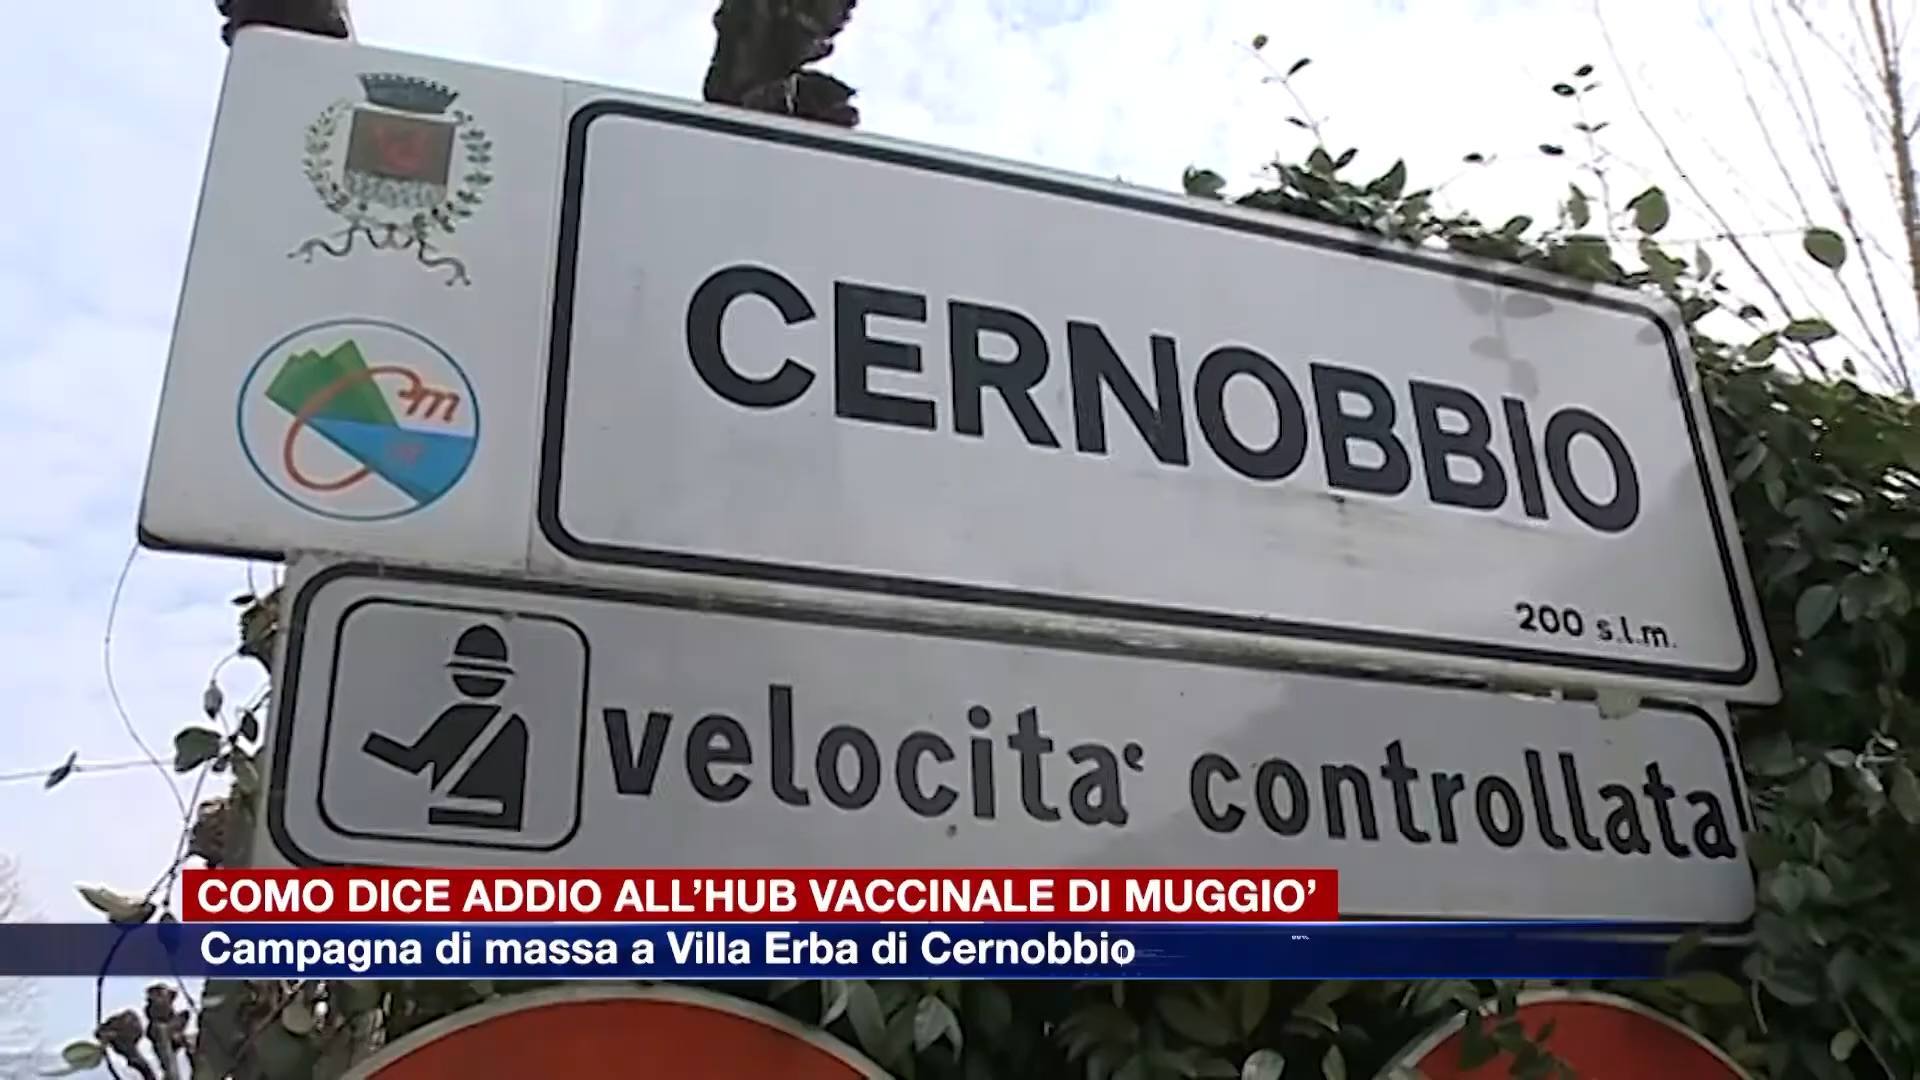 CERNOBBIO
200 s.l.m.
velocita' controllata
COMO DICE ADDIO ALL’HUB VACCINALE DI MUGGIO’
Campagna di massa a Villa Erba di Cernobbio